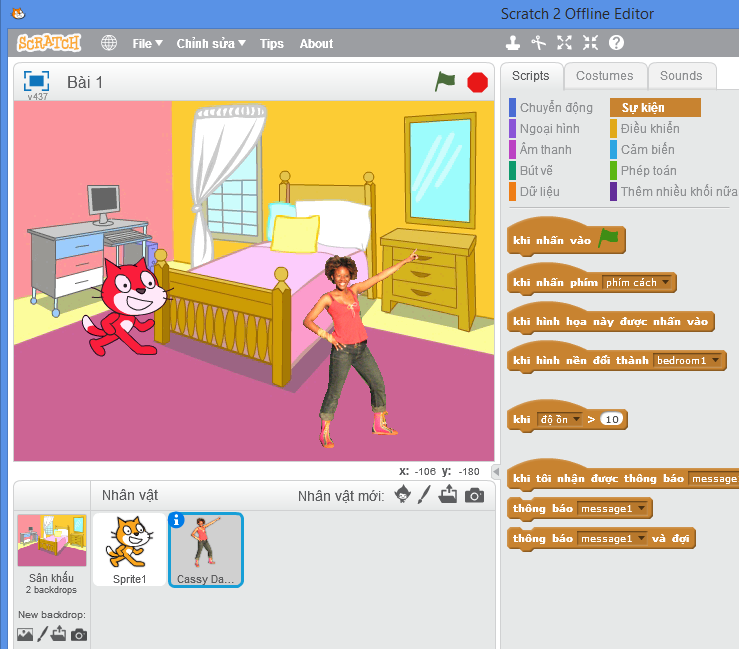 Scratch 2 Offline Editor
SCRATCH File Chỉnh sửa Tips About
v437
Bài 1
Scripts Costumes Sounds
Chuyển động Sự kiện
Ngoại hình Điều khiển
Âm thanh Cảm biến
Bút vẽ Phép toán
Dữ liệu Thêm nhiều khối nữa
khi nhấn vào
khi nhấn phím phím cách
khi hình họa này được nhấn vào
khi hình nền đổi thành bedroom1
khi độ ồn > 10
khi tôi nhận được thông báo message
thông báo message1
thông báo message1 và đợi
x: -106 y: -180
Nhân vật Nhân vật mới:
Sân khấu
2 backdrops
New backdrop:
Sprite1
Cassy Da...